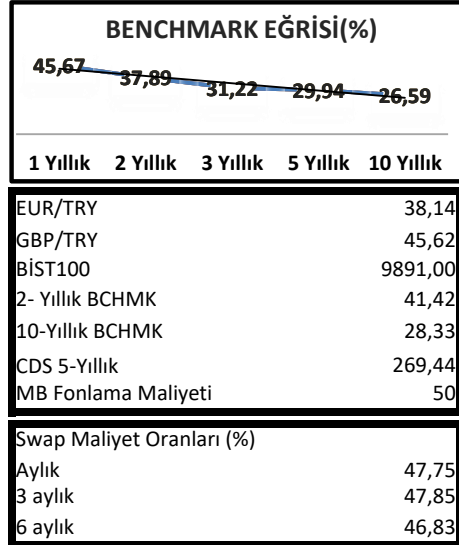 BENCHMARK EĞRİSİ(%)
45,67 37,89 31,22 29,94 26,59
1 Yıllık 2 Yıllık 3 Yıllık 5 Yıllık 10 Yıllık
EUR/TRY 38,14
GBP/TRY 45,62
BİST100 9891,00
2- Yıllık BCHMK 41,42
10-Yıllık BCHMK 28,33
CDS 5-Yıllık 269,44
MB Fonlama Maliyeti 50
Swap Maliyet Oranları (%)
Aylık 47,75
3 aylık 47,85
6 aylık 46,83